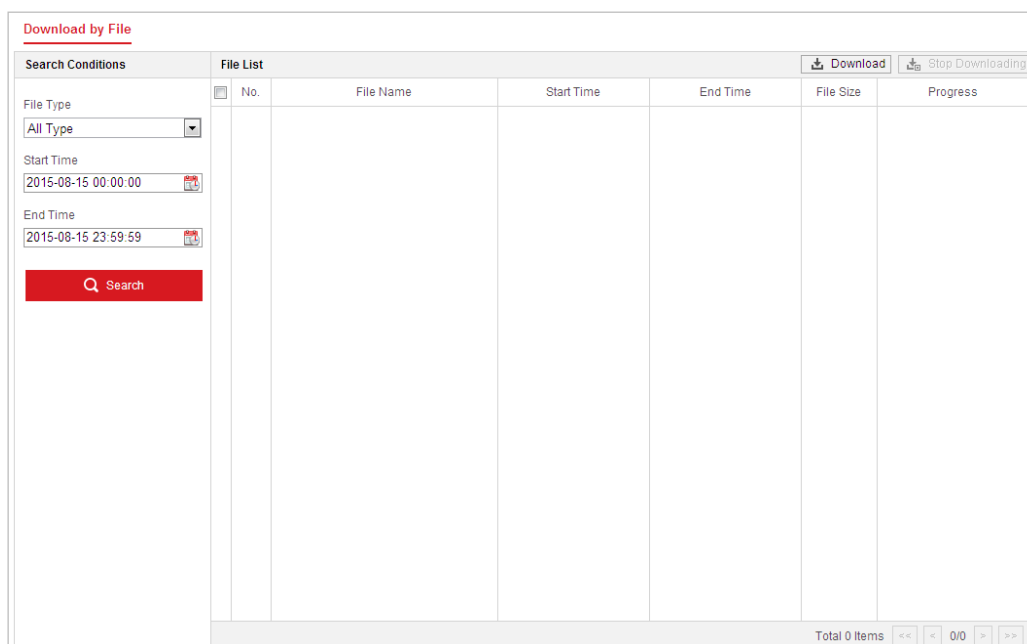 Download by File
Search Conditions
File List
Download
Stop Downloading
File Type
All Type
Start Time
2015-08-15 00:00:00
End Time
2015-08-15 23:59:59
Search
No.
File Name
Start Time
End Time
File Size
Progress
Total 0 Items
<<
<
0/0
>
>>